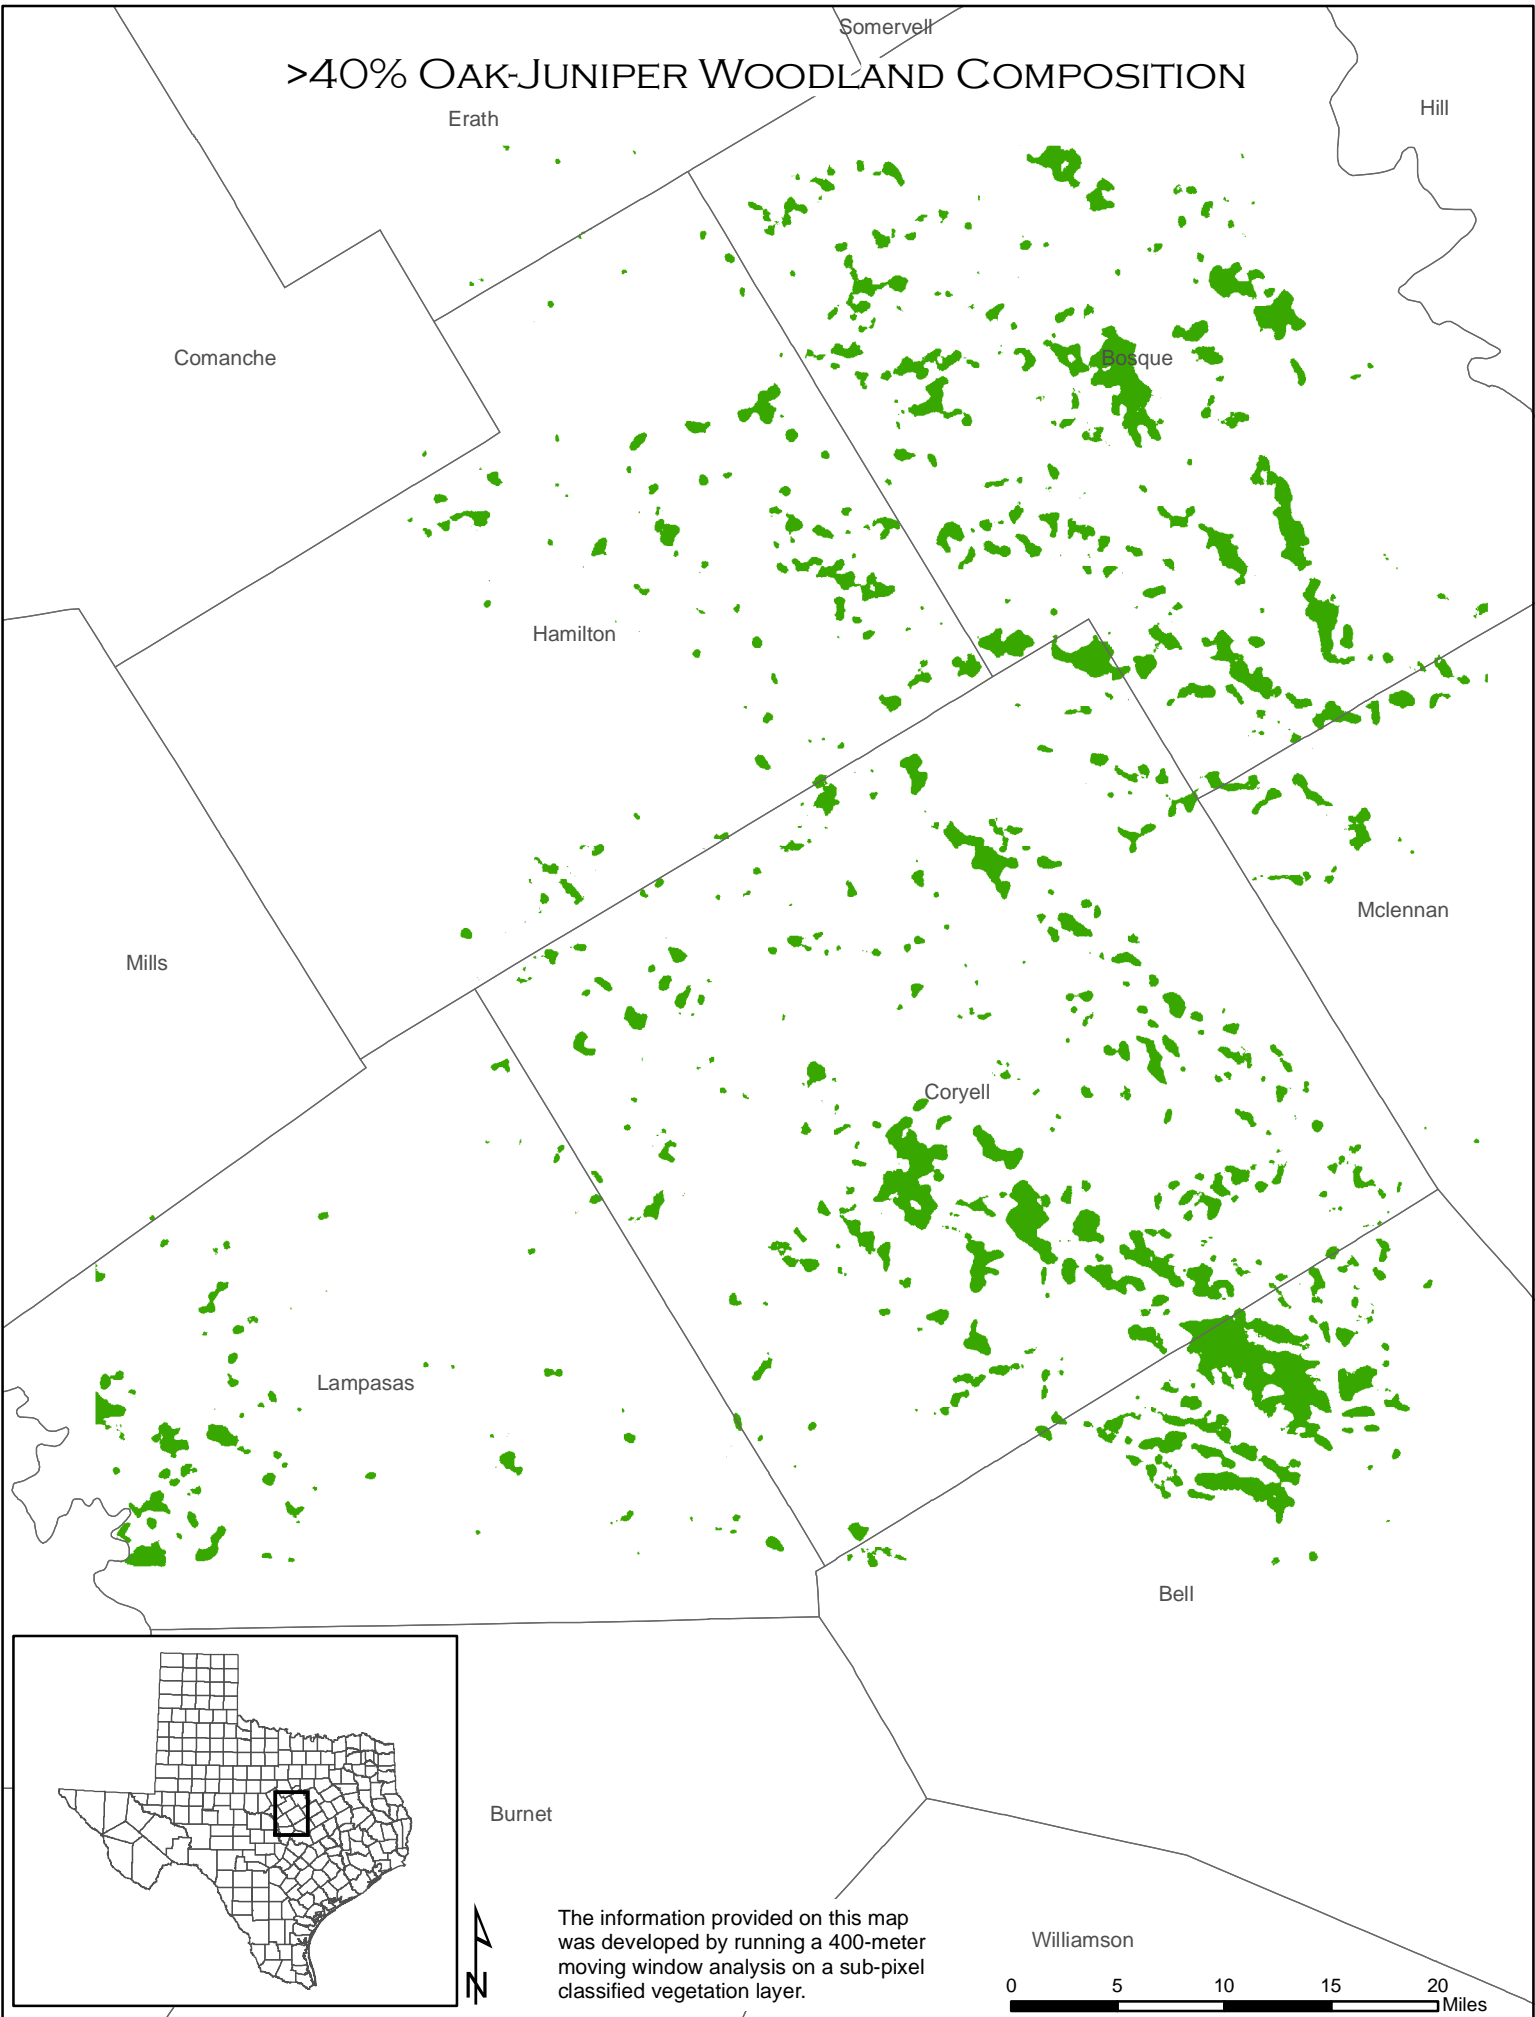 Somervell
>40% OAK-JUNIPER WOODLAND COMPOSITION
Hill
Erath
Comanche
Bosque
Hamilton
Mclennan
Mills
Coryell
Lampasas
Bell
Burnet
The information provided on this map
was developed by running a 400-meter
moving window analysis on a sub-pixel
classified vegetation layer.
N
Williamson
0 5 10 15 20
Miles